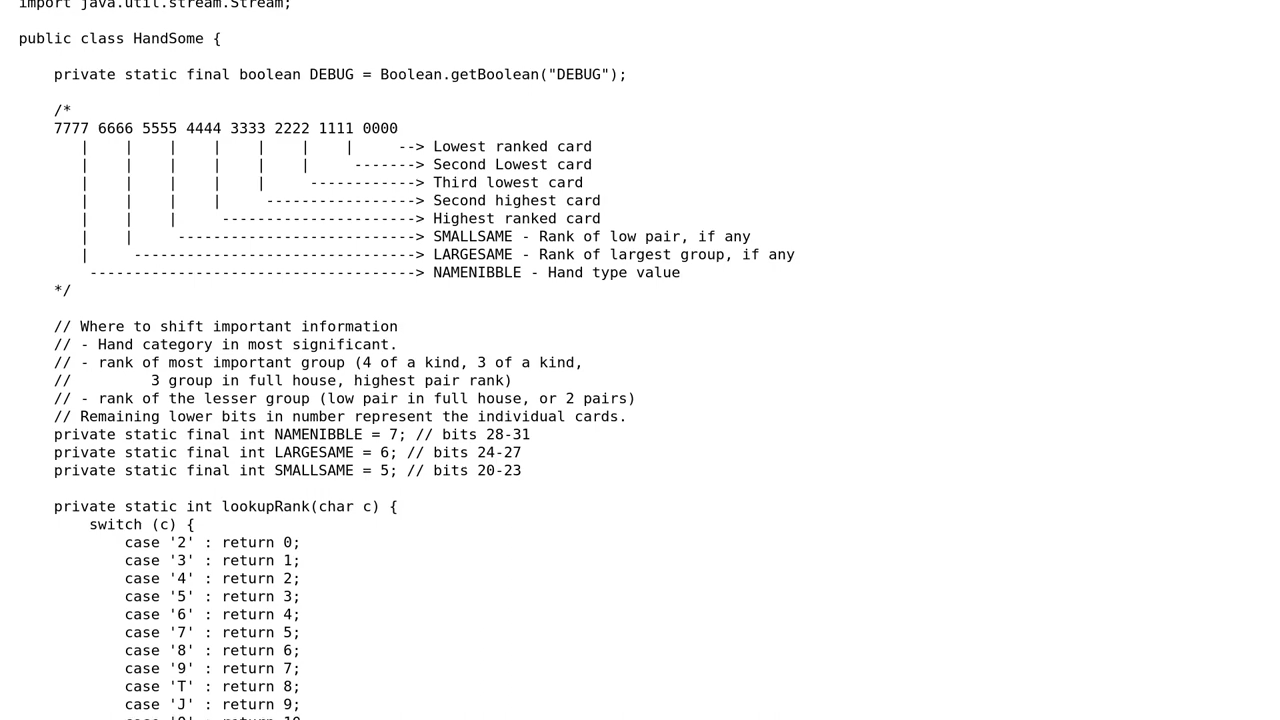 import java.util.stream.Stream;
public class HandSome {
    private static final boolean DEBUG = Boolean.getBoolean("DEBUG");
    /*
    7777 6666 5555 4444 3333 2222 1111 0000
       |    |    |    |    |    |    |     --> Lowest ranked card
       |    |    |    |    |    |     -------> Second Lowest card
       |    |    |    |    |     ------------> Third lowest card
       |    |    |    |     -----------------> Second highest card
       |    |    |     ----------------------> Highest ranked card
       |    |     ---------------------------> SMALLSAME - Rank of low pair, if any
       |     --------------------------------> LARGESAME - Rank of largest group, if any
        -------------------------------------> NAMENIBBLE - Hand type value
    */
    // Where to shift important information
    // - Hand category in most significant.
    // - rank of most important group (4 of a kind, 3 of a kind,
    //         3 group in full house, highest pair rank)
    // - rank of the lesser group (low pair in full house, or 2 pairs)
    // Remaining lower bits in number represent the individual cards.
    private static final int NAMENIBBLE = 7; // bits 28-31
    private static final int LARGESAME = 6; // bits 24-27
    private static final int SMALLSAME = 5; // bits 20-23
    private static int lookupRank(char c) {
        switch (c) {
            case '2' : return 0;
            case '3' : return 1;
            case '4' : return 2;
            case '5' : return 3;
            case '6' : return 4;
            case '7' : return 5;
            case '8' : return 6;
            case '9' : return 7;
            case 'T' : return 8;
            case 'J' : return 9;